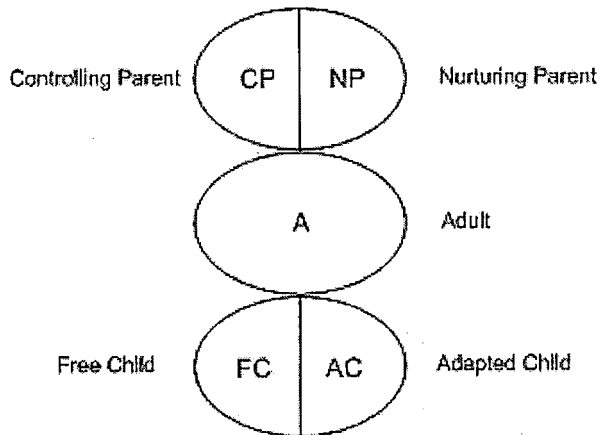 Controlling Parent CP NP Nurturing Parent
A Adult
Free Child FC AC Adapted Child